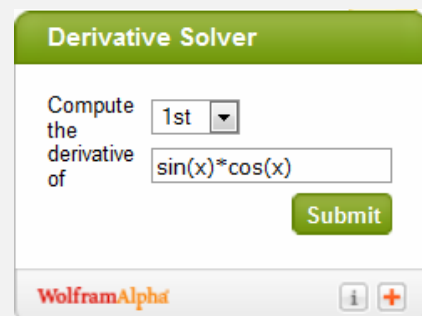 Derivative Solver
Compute
the
derivative
of
1st
sin(x)*cos(x)
Submit
WolframAlpha
i